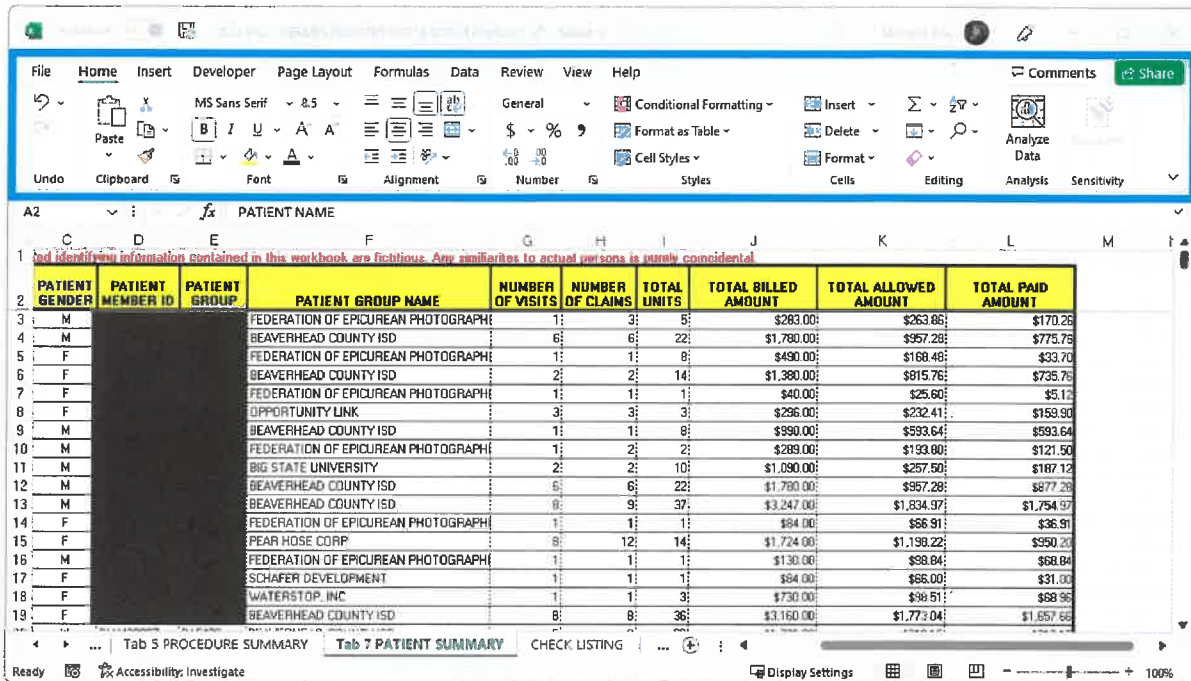 File Home Insert Developer Page Layout Formulas Data Review View Help Comments Share
MS Sans Serif 8.5 General Conditional Formatting Insert
Paste B I U A A $ % 9 Format as Table Delete Analyze Data
A Cell Styles Format
Undo Clipboard Font Alignment Number Styles Cells Editing Analysis Sensitivity
A2 fx PATIENT NAME
C D E F G H I J K L M
1 ed identifying information contained in this workbook are fictitious. Any similiarites to actual persons is purely coincidental.
2 PATIENT GENDER PATIENT MEMBER ID PATIENT GROUP PATIENT GROUP NAME NUMBER OF VISITS NUMBER OF CLAIMS TOTAL UNITS TOTAL BILLED AMOUNT TOTAL ALLOWED AMOUNT TOTAL PAID AMOUNT
3 M FEDERATION OF EPICUREAN PHOTOGRAPH 1 3 5 $283.00 $263.86 $170.26
4 M BEAVERHEAD COUNTY ISD 6 6 22 $1,780.00 $957.28 $775.76
5 F FEDERATION OF EPICUREAN PHOTOGRAPH 1 1 8 $490.00 $168.48 $33.70
6 F BEAVERHEAD COUNTY ISD 2 2 14 $1,380.00 $815.76 $735.76
7 F FEDERATION OF EPICUREAN PHOTOGRAPH 1 1 1 $40.00 $25.60 $5.12
8 F OPPORTUNITY LINK 3 3 3 $296.00 $232.41 $159.90
9 M BEAVERHEAD COUNTY ISD 1 1 8 $990.00 $593.64 $593.64
10 M FEDERATION OF EPICUREAN PHOTOGRAPH 1 2 2 $289.00 $193.80 $121.50
11 M BIG STATE UNIVERSITY 2 2 10 $1,090.00 $257.50 $187.12
12 M BEAVERHEAD COUNTY ISD 6 6 22 $1,780.00 $957.28 $877.28
13 M BEAVERHEAD COUNTY ISD 8 9 37 $3,247.00 $1,834.97 $1,754.97
14 F FEDERATION OF EPICUREAN PHOTOGRAPH 1 1 1 $84.00 $66.91 $36.91
15 F PEAR HOSE CORP 8 12 14 $1,724.00 $1,198.22 $950.20
16 M FEDERATION OF EPICUREAN PHOTOGRAPH 1 1 1 $130.00 $98.84 $68.84
17 F SCHAFER DEVELOPMENT 1 1 1 $84.00 $66.00 $31.00
18 F WATERSTOP, INC 1 1 3 $730.00 $98.51 $68.96
19 F BEAVERHEAD COUNTY ISD 8 8 36 $3,160.00 $1,773.04 $1,657.66
... Tab 5 PROCEDURE SUMMARY Tab 7 PATIENT SUMMARY CHECK LISTING ...
Ready Accessibility: Investigate Display Settings 100%